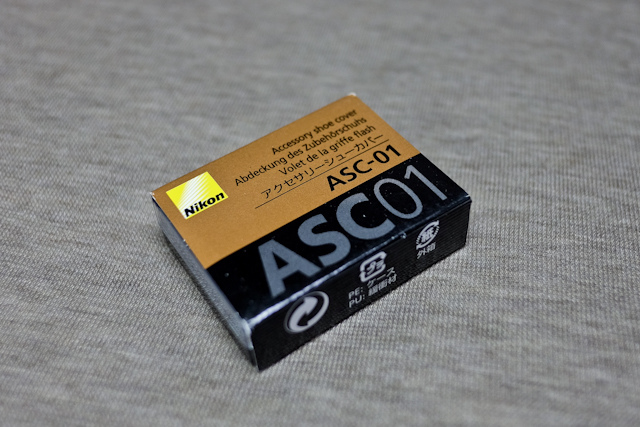 Accessory shoe cover
Abdeckung des Zubehörschuhs
Volet de la griffe flash
アクセサリーシューカバー
ASC-01
Nikon
ASC01
PE: ケース
PU: 緩衝材
紙
外箱